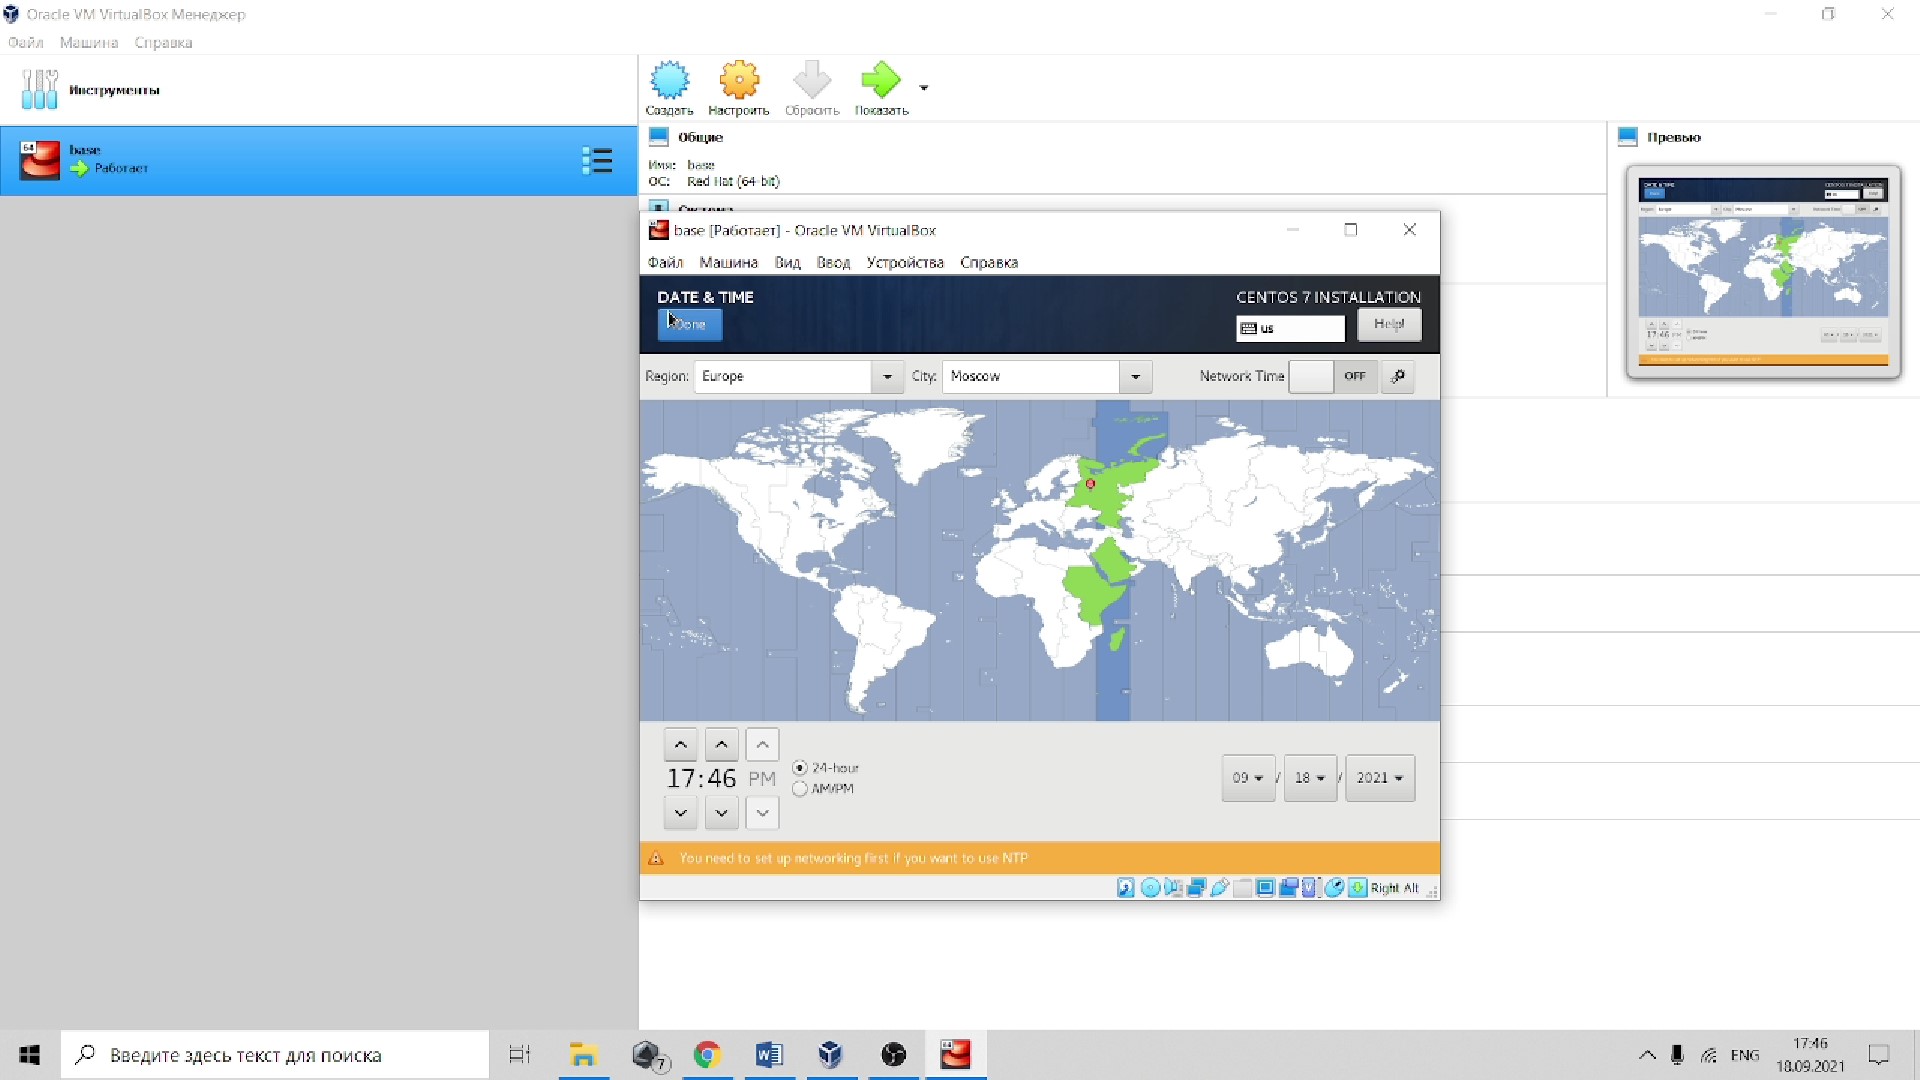 Oracle VM VirtualBox Менеджер
Файл Машина Справка
Инструменты
Создать Настроить Сбросить Показать
64 base
Работает
Общие
Имя: base
ОС: Red Hat (64-bit)
Превью
Система
base [Работает] - Oracle VM VirtualBox
Файл Машина Вид Ввод Устройства Справка
DATE & TIME
CENTOS 7 INSTALLATION
Done
us
Help!
Region: Europe City: Moscow Network Time OFF
17:46 PM
24-hour
AM/PM
09 / 18 / 2021
You need to set up networking first if you want to use NTP
Right Alt
Введите здесь текст для поиска
7
ENG
17:46
18.09.2021